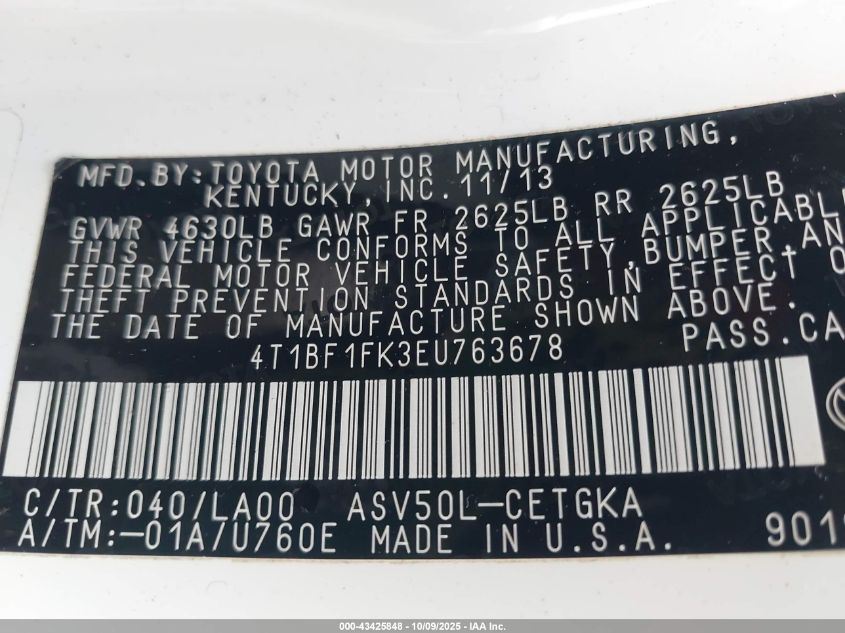 MFD.BY:TOYOTA MOTOR MANUFACTURING,
KENTUCKY,INC.11/13
GVWR 4630LB GAWR FR 2625LB RR 2625LB
THIS VEHICLE CONFORMS TO ALL APPLICABL
FEDERAL MOTOR VEHICLE SAFETY,BUMPER,AN
THEFT PREVENTION STANDARDS IN EFFECT O
THE DATE OF MANUFACTURE SHOWN ABOVE.
4T1BF1FK3EU763678 PASS.CA
C/TR:040/LA00 ASV50L-CETGKA
A/TM:-01A/U760E MADE IN U.S.A. 901
000-43425848 - 10/09/2025 - IAA Inc.